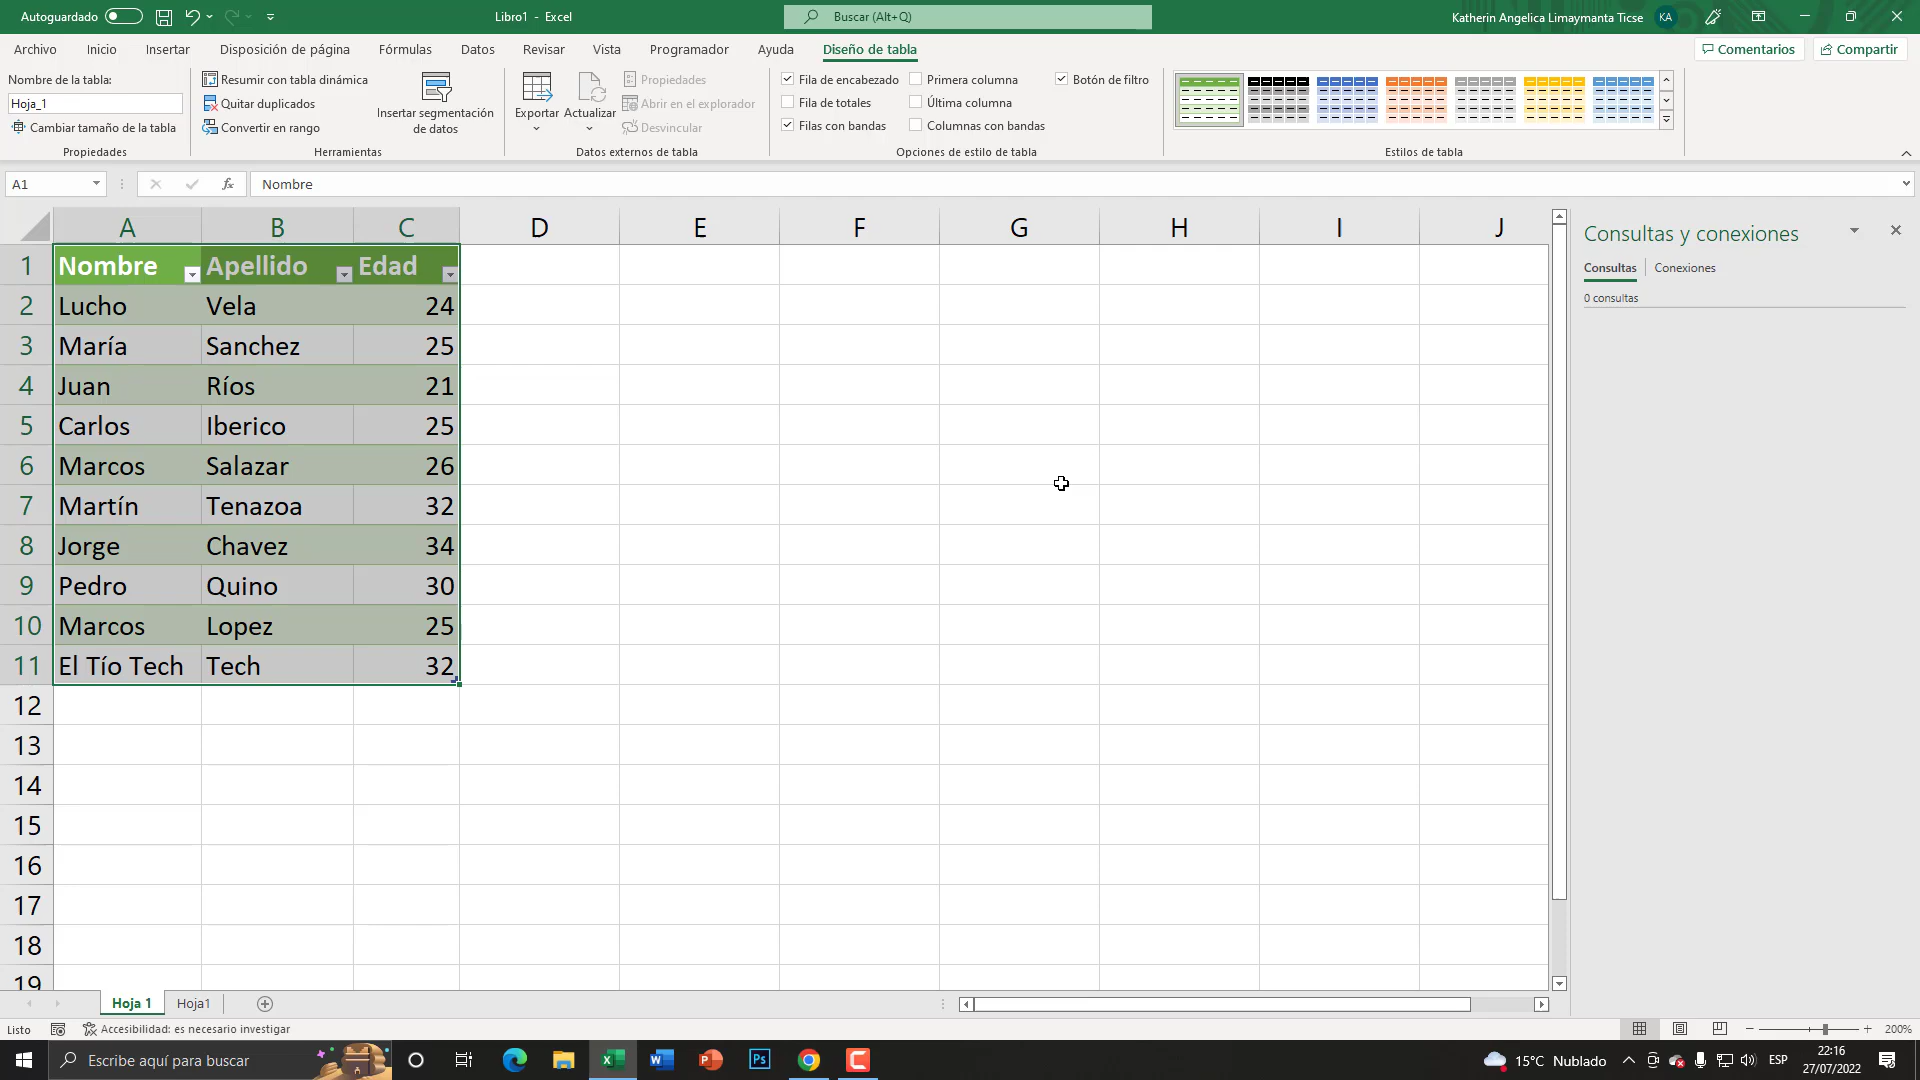 Autoguardado
Libro1 - Excel
Buscar (Alt+Q)
Katherin Angelica Limaymanta Ticse
KA
Archivo
Inicio
Insertar
Disposición de página
Fórmulas
Datos
Revisar
Vista
Programador
Ayuda
Diseño de tabla
Comentarios
Compartir
Nombre de la tabla:
Hoja_1
Cambiar tamaño de la tabla
Propiedades
Resumir con tabla dinámica
Quitar duplicados
Convertir en rango
Insertar segmentación
de datos
Herramientas
Exportar
Actualizar
Propiedades
Abrir en el explorador
Desvincular
Datos externos de tabla
Fila de encabezado
Fila de totales
Filas con bandas
Primera columna
Última columna
Columnas con bandas
Botón de filtro
Opciones de estilo de tabla
Estilos de tabla
A1
fx
Nombre
A B C D E F G H I J
1 Nombre Apellido Edad
2 Lucho Vela 24
3 María Sanchez 25
4 Juan Ríos 21
5 Carlos Iberico 25
6 Marcos Salazar 26
7 Martín Tenazoa 32
8 Jorge Chavez 34
9 Pedro Quino 30
10 Marcos Lopez 25
11 El Tío Tech Tech 32
12
13
14
15
16
17
18
19
Consultas y conexiones
Consultas
Conexiones
0 consultas
Hoja 1
Hoja1
Listo
Accesibilidad: es necesario investigar
200%
Escribe aquí para buscar
15°C Nublado
ESP
22:16
27/07/2022